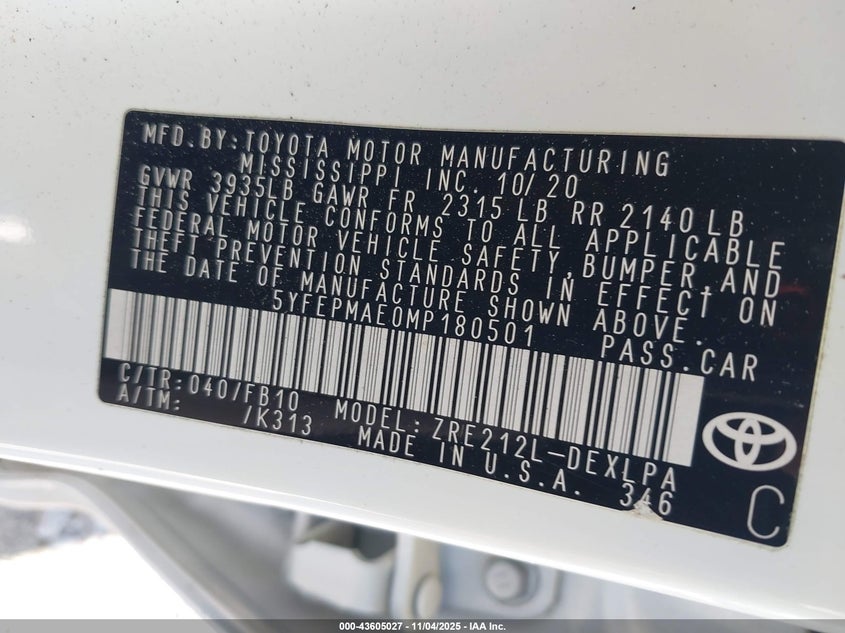 MFD.BY:TOYOTA MOTOR MANUFACTURING
MISSISSIPPI INC. 10/20
GVWR 3935LB GAWR FR 2315 LB RR 2140 LB
THIS VEHICLE CONFORMS TO ALL APPLICABLE
FEDERAL MOTOR VEHICLE SAFETY, BUMPER, AND
THEFT PREVENTION STANDARDS IN EFFECT ON
THE DATE OF MANUFACTURE SHOWN ABOVE.
5YFEPMAE0MP180501 PASS.CAR
C/TR:040/FB10 MODEL:ZRE212L-DEXLPA
A/TM: /K313 MADE IN U.S.A. 346
C
000-43605027 - 11/04/2025 - IAA Inc.